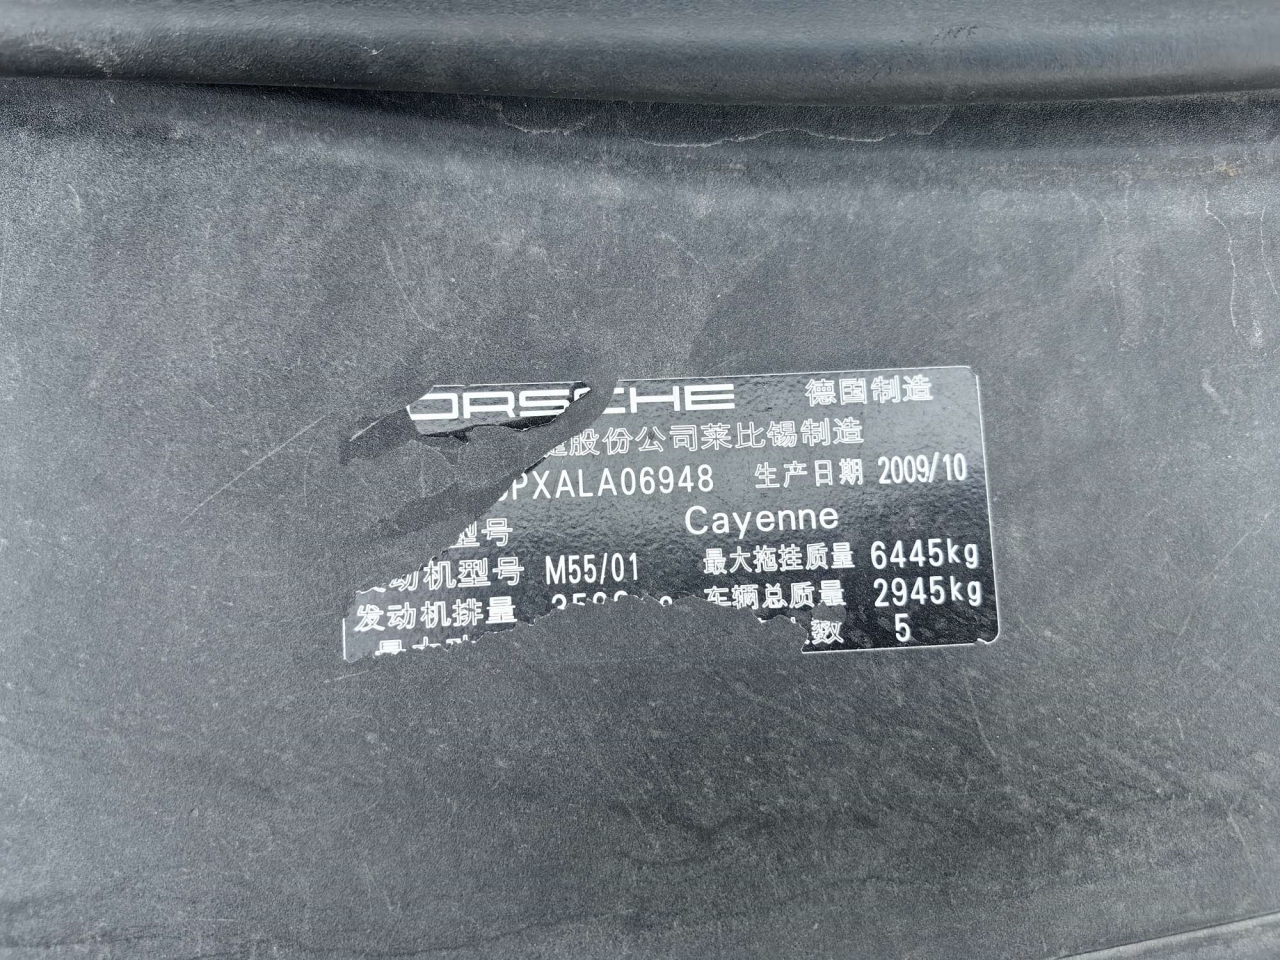 ORSCHE 德国制造
股份公司莱比锡制造
PXALA06948 生产日期 2009/10
型号 Cayenne
发动机型号 M55/01 最大拖挂质量 6445kg
发动机排量 车辆总质量 2945kg
数 5